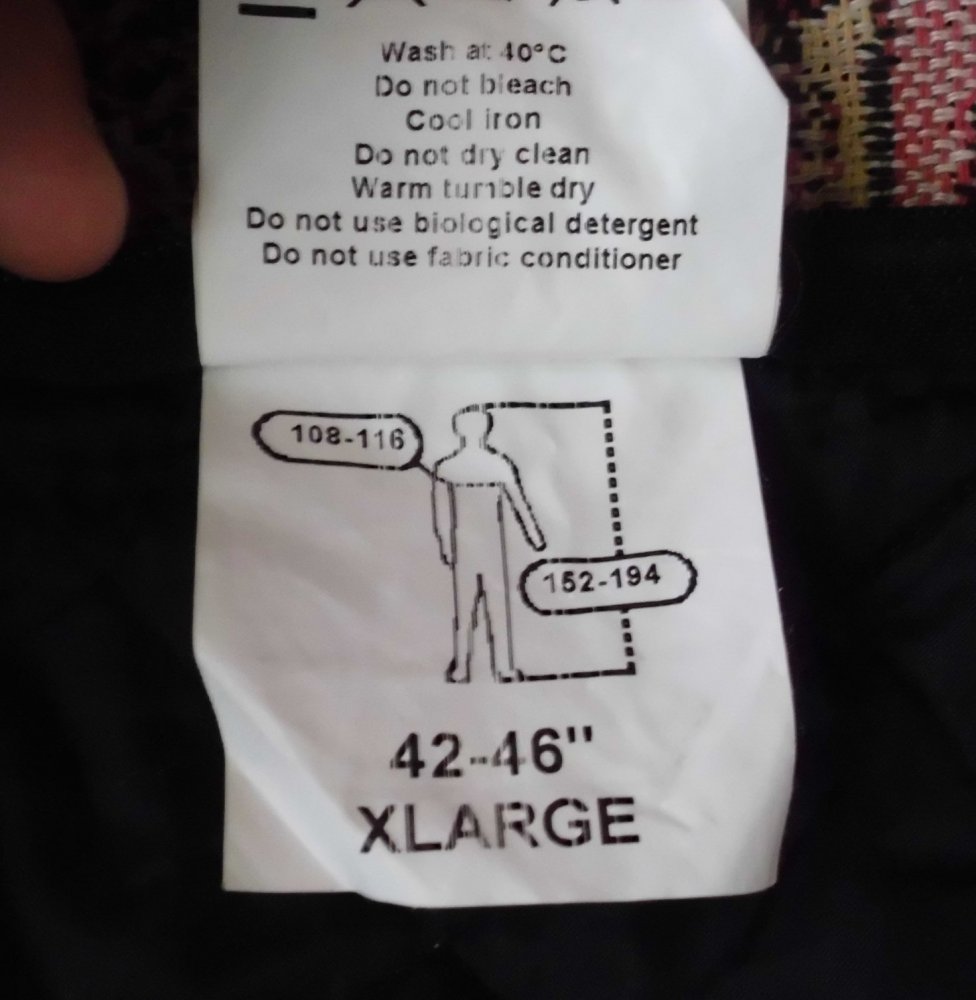 Wash at 40°C
Do not bleach
Cool iron
Do not dry clean
Warm tumble dry
Do not use biological detergent
Do not use fabric conditioner
108-116
152-194
42-46"
XLARGE